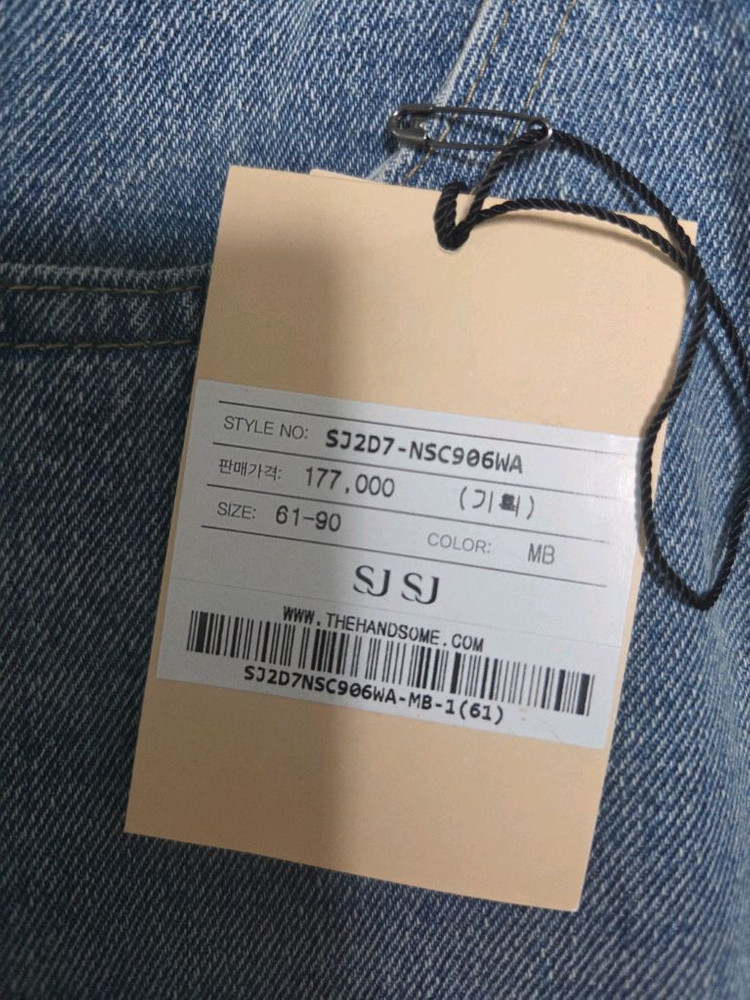 STYLE NO: SJ2D7-NSC906WA
판매가격: 177,000 (기획)
SIZE: 61-90 COLOR: MB
SJ SJ
WWW.THEHANDSOME.COM
SJ2D7NSC906WA-MB-1(61)